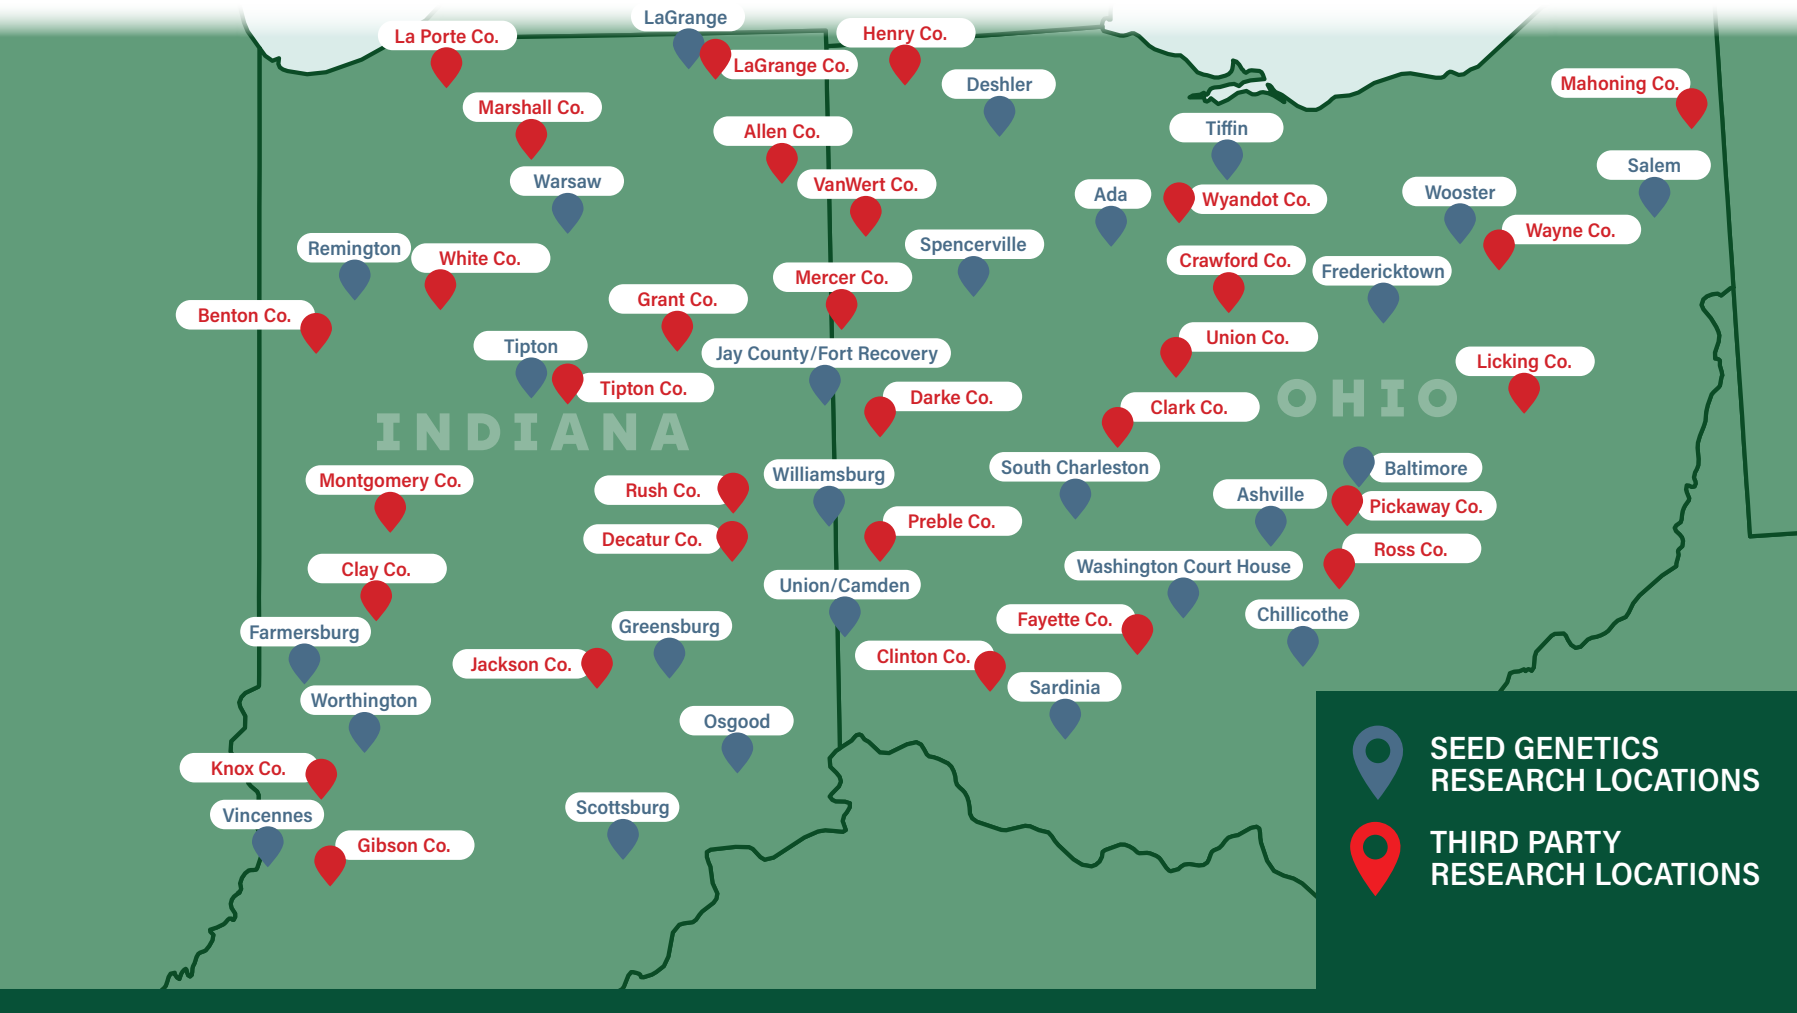 LaGrange
La Porte Co.
Henry Co.
LaGrange Co.
Deshler
Mahoning Co.
Marshall Co.
Allen Co.
Tiffin
Salem
Warsaw
VanWert Co.
Ada
Wyandot Co.
Wooster
Wayne Co.
Remington
White Co.
Spencerville
Crawford Co.
Fredericktown
Mercer Co.
Grant Co.
Benton Co.
Union Co.
Tipton
Jay County/Fort Recovery
Licking Co.
Tipton Co.
Darke Co.
Clark Co.
OHIO
INDIANA
South Charleston
Baltimore
Williamsburg
Montgomery Co.
Rush Co.
Ashville
Pickaway Co.
Preble Co.
Decatur Co.
Ross Co.
Clay Co.
Washington Court House
Union/Camden
Chillicothe
Fayette Co.
Greensburg
Farmersburg
Clinton Co.
Jackson Co.
Sardinia
Worthington
Osgood
Knox Co.
Scottsburg
Vincennes
Gibson Co.
SEED GENETICS
RESEARCH LOCATIONS
THIRD PARTY
RESEARCH LOCATIONS